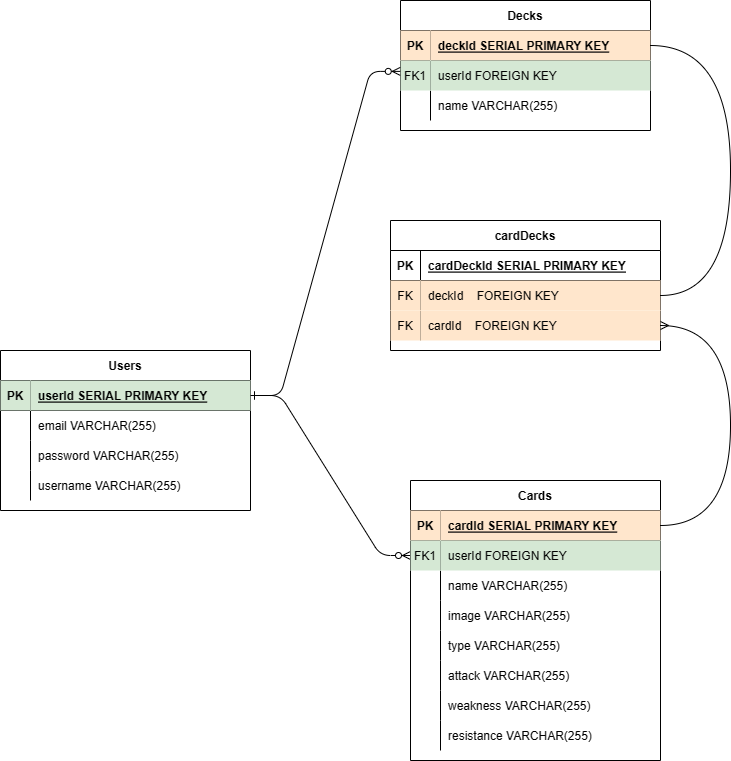 Decks
PK deckId SERIAL PRIMARY KEY
FK1 userId FOREIGN KEY
name VARCHAR(255)
cardDecks
PK cardDeckId SERIAL PRIMARY KEY
FK deckId FOREIGN KEY
FK cardId FOREIGN KEY
Users
PK userId SERIAL PRIMARY KEY
email VARCHAR(255)
password VARCHAR(255)
username VARCHAR(255)
Cards
PK cardId SERIAL PRIMARY KEY
FK1 userId FOREIGN KEY
name VARCHAR(255)
image VARCHAR(255)
type VARCHAR(255)
attack VARCHAR(255)
weakness VARCHAR(255)
resistance VARCHAR(255)